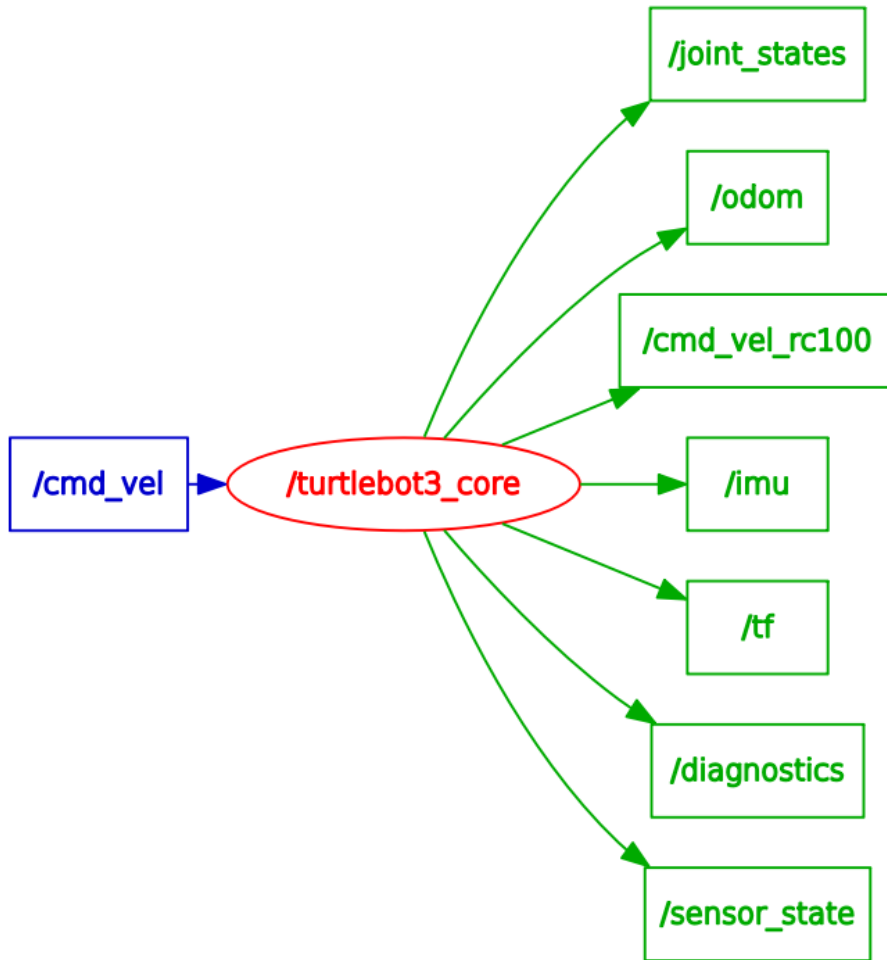 /joint_states
/odom
/cmd_vel_rc100
/cmd_vel
/turtlebot3_core
/imu
/tf
/diagnostics
/sensor_state